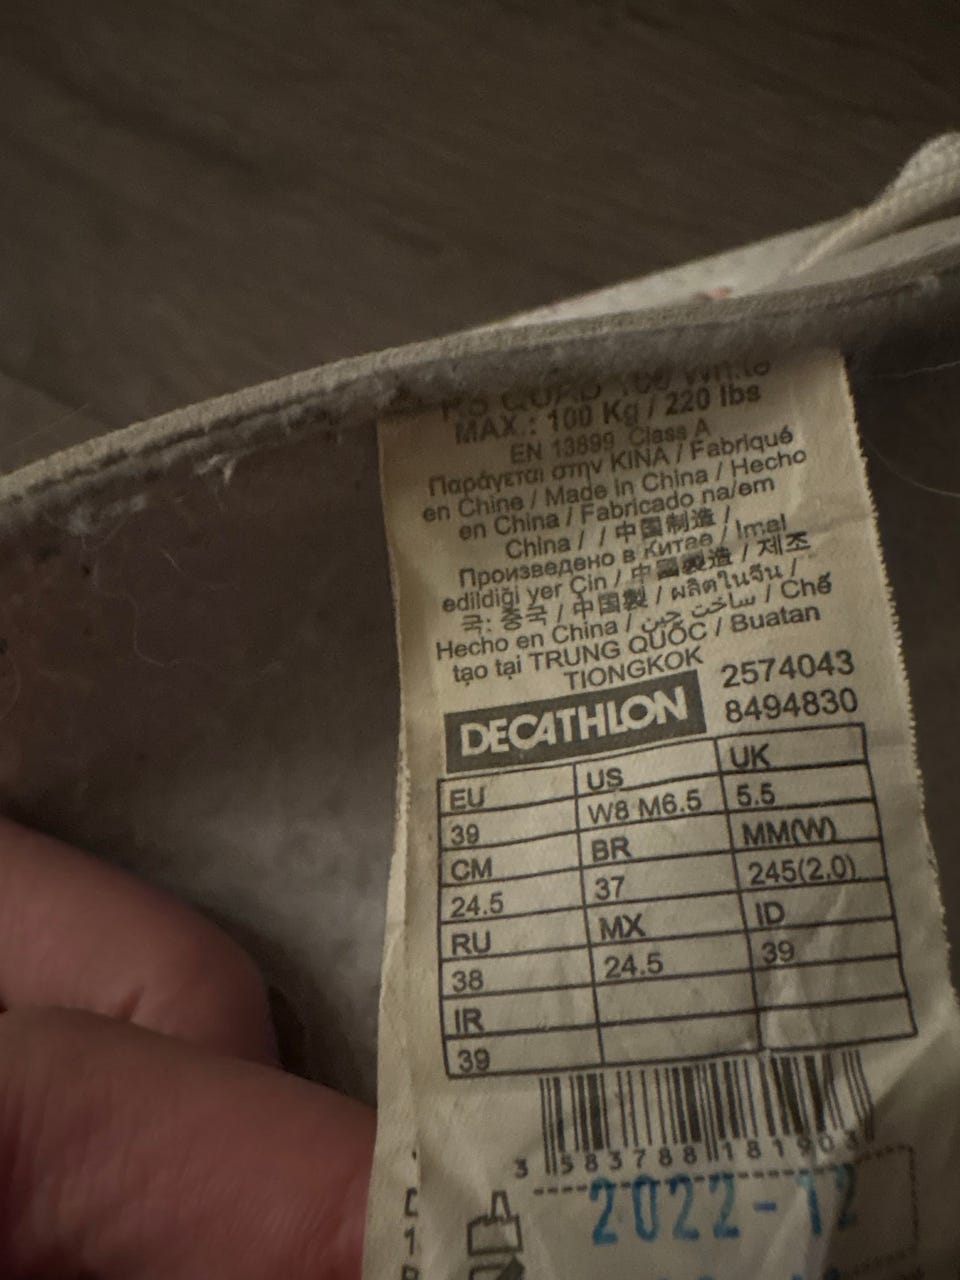 RS QUAD 100 White
MAX.: 100 Kg / 220 lbs
EN 13899 Class A
Παράγεται στην ΚΙΝΑ / Fabriqué
en Chine / Made in China / Hecho
en China / Fabricado na/em
China / / 中国制造 /
Произведено в Китае / Imal
edildiği yer Çin / 中國製造 / 제조
국: 중국 / 中国製 / ผลิตในจีน /
Hecho en China / ساخت چین / Chế
tạo tại TRUNG QUỐC / Buatan
TIONGKOK
2574043
DECATHLON 8494830
EU US UK
39 W8 M6.5 5.5
CM BR MM(W)
24.5 37 245(2.0)
RU MX ID
38 24.5 39
IR
39
3 583788 181903
2022-12